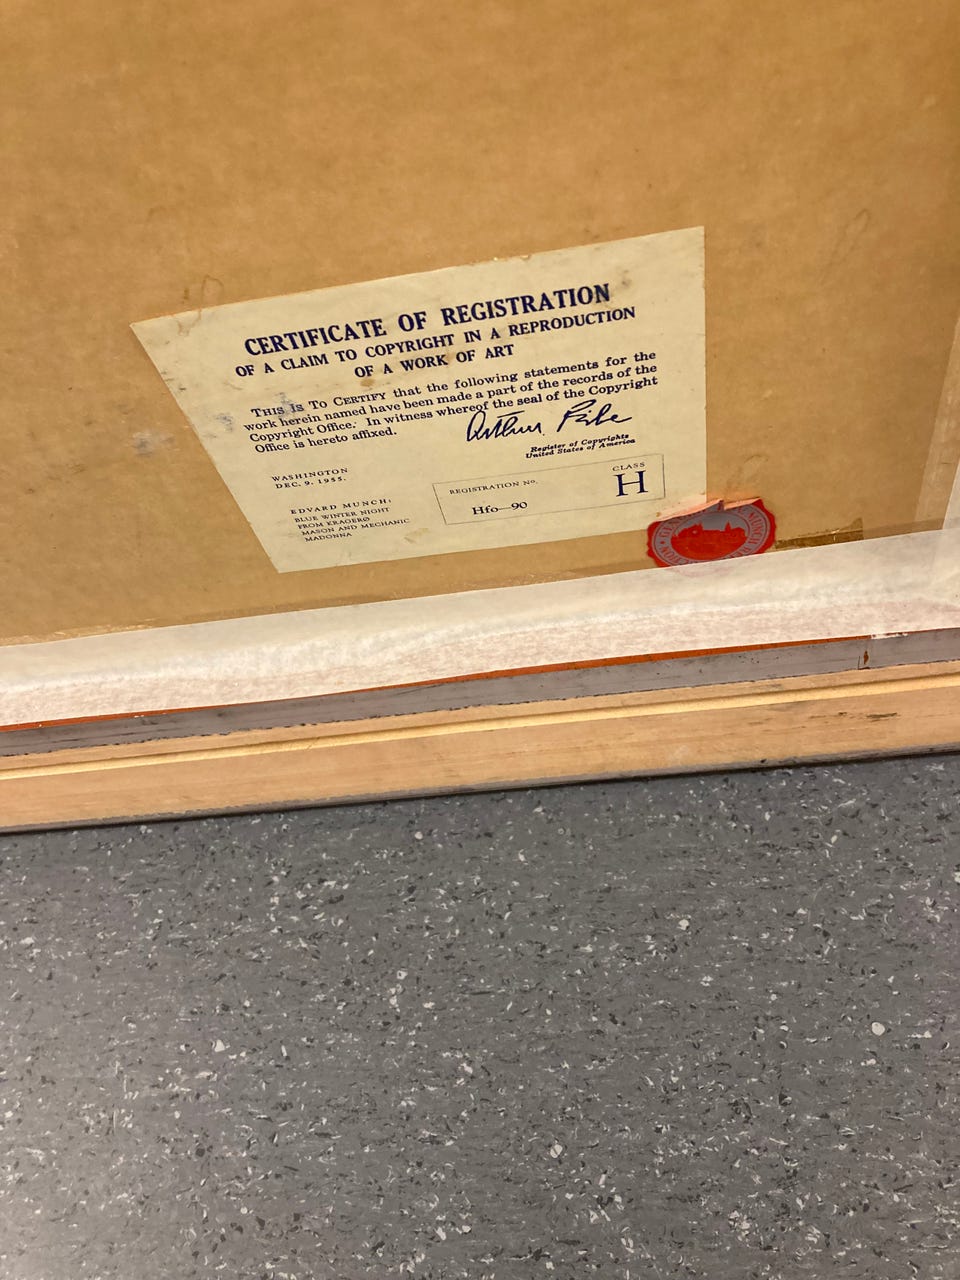 CERTIFICATE OF REGISTRATION
OF A CLAIM TO COPYRIGHT IN A REPRODUCTION
OF A WORK OF ART
THIS IS TO CERTIFY that the following statements for the
work herein named have been made a part of the records of the
Copyright Office. In witness whereof the seal of the Copyright
Office is hereto affixed.
Arthur Fisher
Register of Copyrights
United States of America
WASHINGTON
DEC. 9. 1955.
REGISTRATION No.
Hfo—90
CLASS
H
EDVARD MUNCH:
BLUE WINTER NIGHT
FROM KRAGERØ
MASON AND MECHANIC
MADONNA